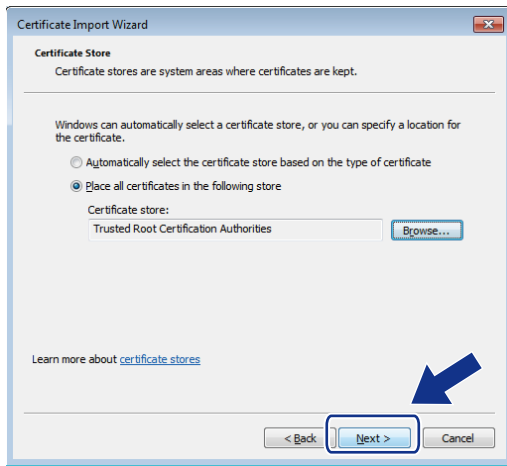 Certificate Import Wizard
Certificate Store
Certificate stores are system areas where certificates are kept.
Windows can automatically select a certificate store, or you can specify a location for
the certificate.
Automatically select the certificate store based on the type of certificate
Place all certificates in the following store
Certificate store:
Trusted Root Certification Authorities
Browse...
Learn more about certificate stores
< Back
Next >
Cancel